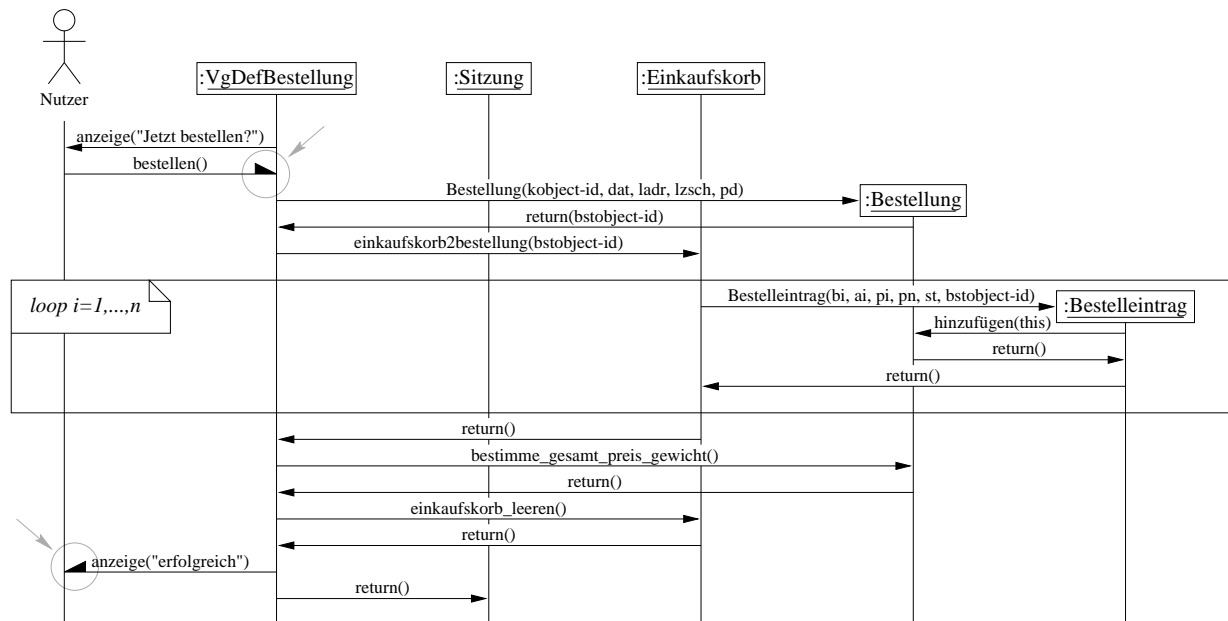 Nutzer
:VgDefBestellung
:Sitzung
:Einkaufskorb
anzeige("Jetzt bestellen?")
bestellen()
Bestellung(kobject-id, dat, ladr, lzsch, pd)
:Bestellung
return(bstobject-id)
einkaufskorb2bestellung(bstobject-id)
loop i=1,...,n
Bestelleintrag(bi, ai, pi, pn, st, bstobject-id)
:Bestelleintrag
hinzufügen(this)
return()
return()
return()
bestimme_gesamt_preis_gewicht()
return()
einkaufskorb_leeren()
return()
anzeige("erfolgreich")
return()